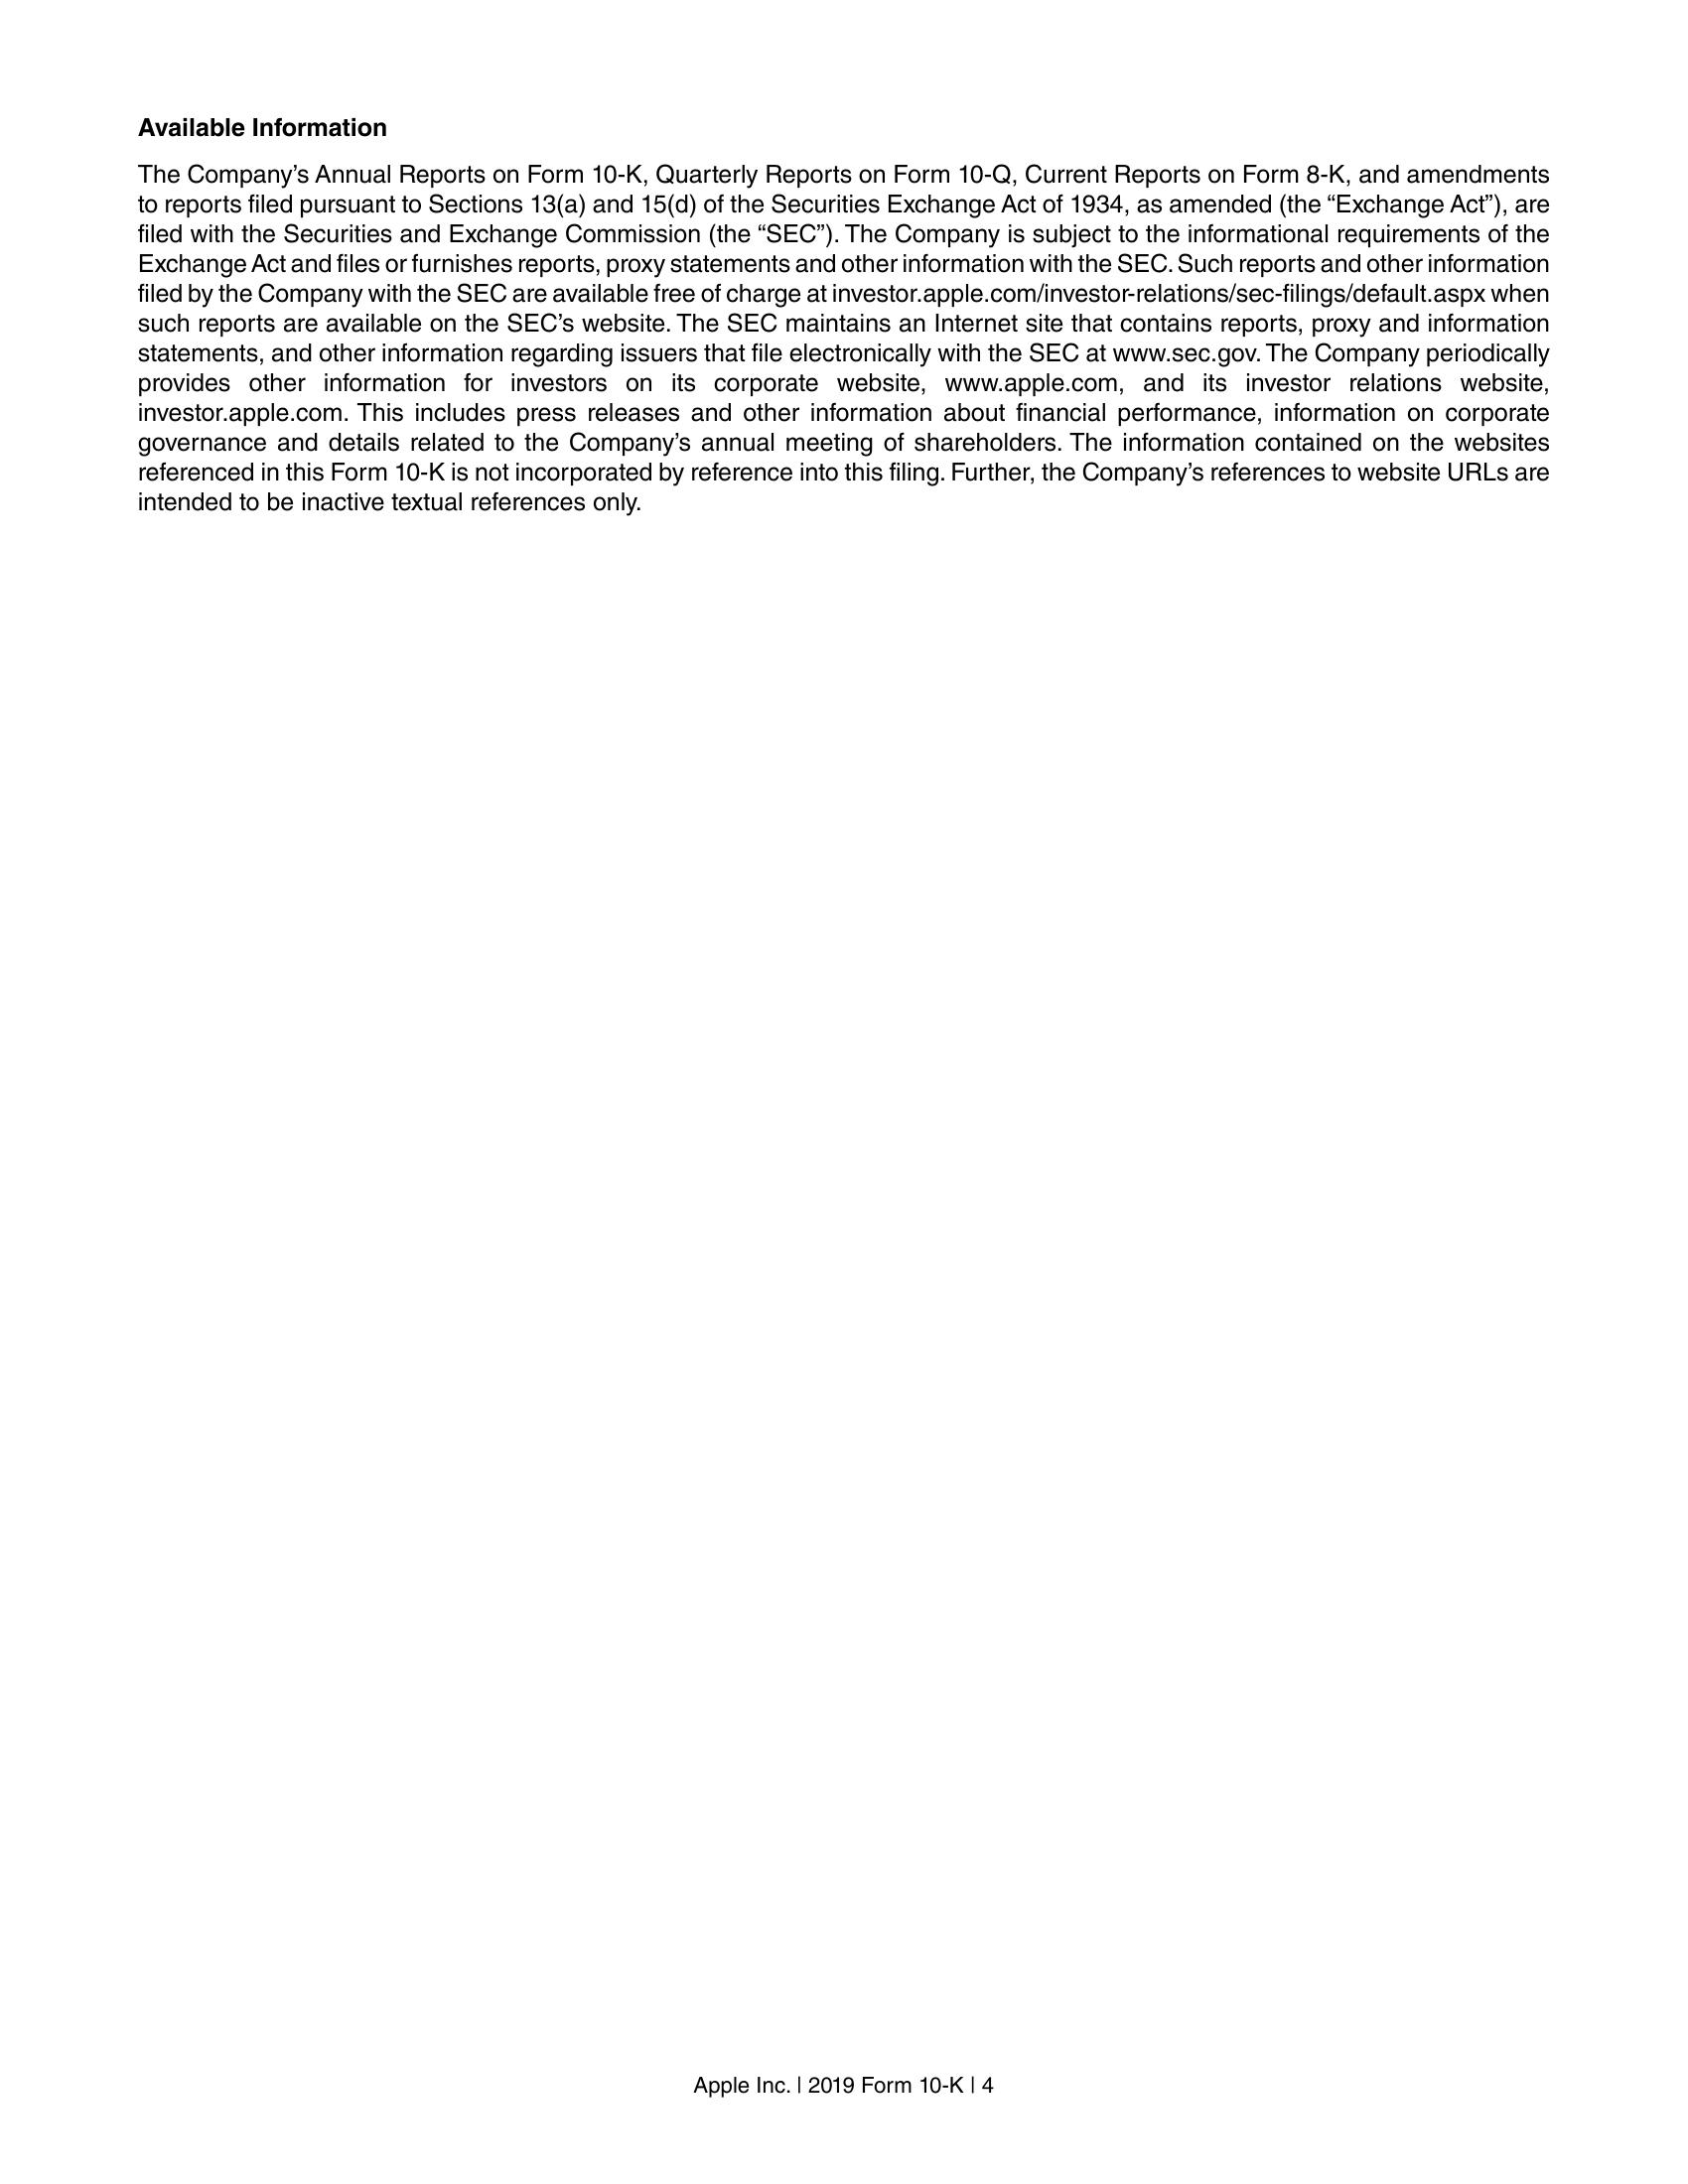 Available Information
The Company’s Annual Reports on Form 10-K, Quarterly Reports on Form 10-Q, Current Reports on Form 8-K, and amendments
to reports filed pursuant to Sections 13(a) and 15(d) of the Securities Exchange Act of 1934, as amended (the “Exchange Act”), are
filed with the Securities and Exchange Commission (the “SEC”). The Company is subject to the informational requirements of the
Exchange Act and files or furnishes reports, proxy statements and other information with the SEC. Such reports and other information
filed by the Company with the SEC are available free of charge at investor.apple.com/investor-relations/sec-filings/default.aspx when
such reports are available on the SEC’s website. The SEC maintains an Internet site that contains reports, proxy and information
statements, and other information regarding issuers that file electronically with the SEC at www.sec.gov. The Company periodically
provides other information for investors on its corporate website, www.apple.com, and its investor relations website,
investor.apple.com. This includes press releases and other information about financial performance, information on corporate
governance and details related to the Company’s annual meeting of shareholders. The information contained on the websites
referenced in this Form 10-K is not incorporated by reference into this filing. Further, the Company’s references to website URLs are
intended to be inactive textual references only.
Apple Inc. | 2019 Form 10-K | 4